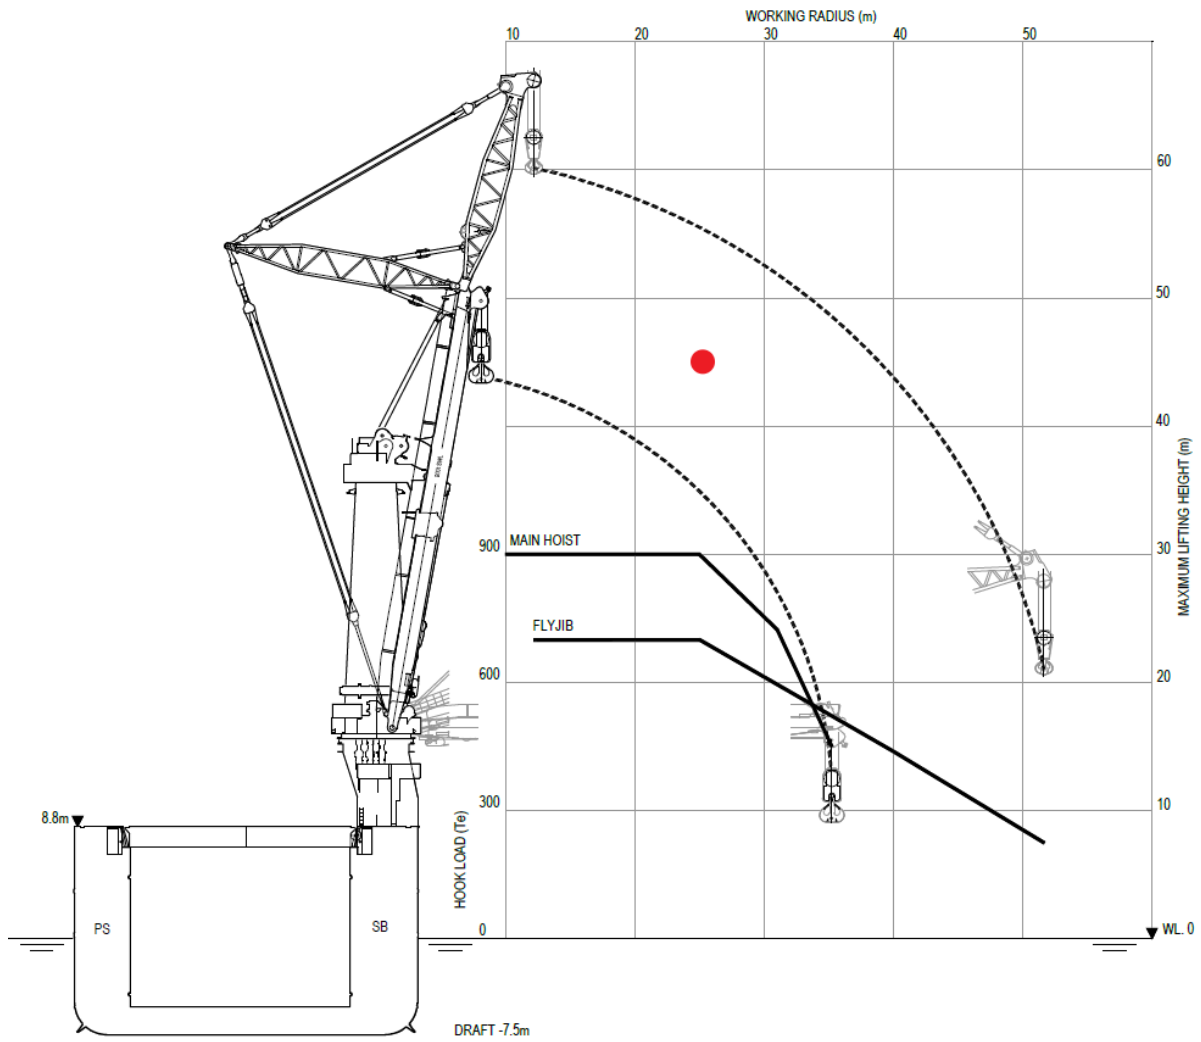 WORKING RADIUS (m)
10 20 30 40 50
60
50
40
900 MAIN HOIST 30
FLYJIB
600 20
300 10
8.8m
HOOK LOAD (Te)
MAXIMUM LIFTING HEIGHT (m)
PS SB 0 WL. 0
DRAFT -7.5m